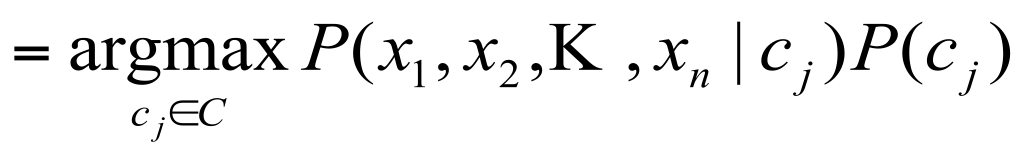 = argmax P(x₁, x₂,K , xₙ | cⱼ)P(cⱼ)
cⱼ∈C